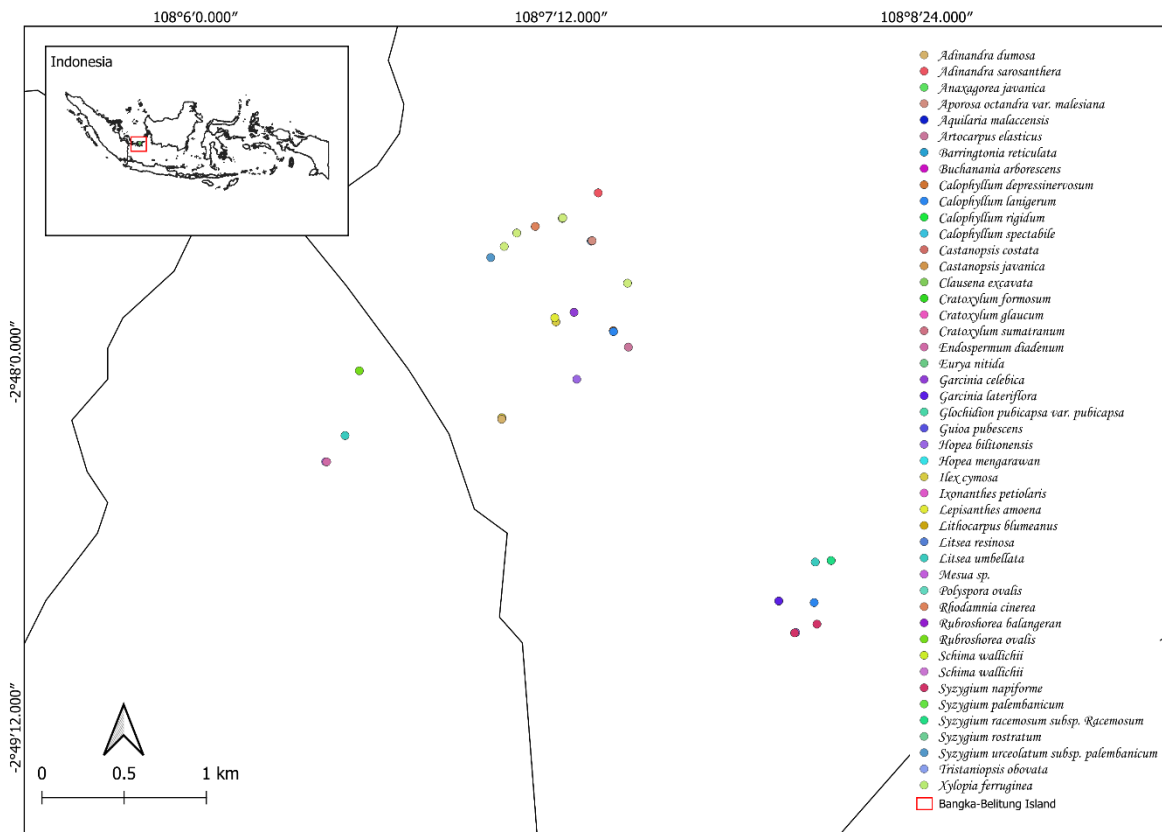 108°6'0.000" 108°7'12.000" 108°8'24.000"
Indonesia
-2°48'0.000"
-2°49'12.000"
0 0.5 1 km
Adinandra dumosa
Adinandra sarosanthera
Anaxagorea javanica
Aporosa octandra var. malesiana
Aquilaria malaccensis
Artocarpus elasticus
Barringtonia reticulata
Buchanania arborescens
Calophyllum depressinervosum
Calophyllum lanigerum
Calophyllum rigidum
Calophyllum spectabile
Castanopsis costata
Castanopsis javanica
Clausena excavata
Cratoxylum formosum
Cratoxylum glaucum
Cratoxylum sumatranum
Endospermum diadenum
Eurya nitida
Garcinia celebica
Garcinia lateriflora
Glochidion pubicapsa var. pubicapsa
Guioa pubescens
Hopea bilitonensis
Hopea mengarawan
Ilex cymosa
Ixonanthes petiolaris
Lepisanthes amoena
Lithocarpus blumeanus
Litsea resinosa
Litsea umbellata
Mesua sp.
Polyspora ovalis
Rhodamnia cinerea
Rubroshorea balangeran
Rubroshorea ovalis
Schima wallichii
Schima wallichii
Syzygium napiforme
Syzygium palembanicum
Syzygium racemosum subsp. Racemosum
Syzygium rostratum
Syzygium urceolatum subsp. palembanicum
Tristaniopsis obovata
Xylopia ferruginea
Bangka-Belitung Island